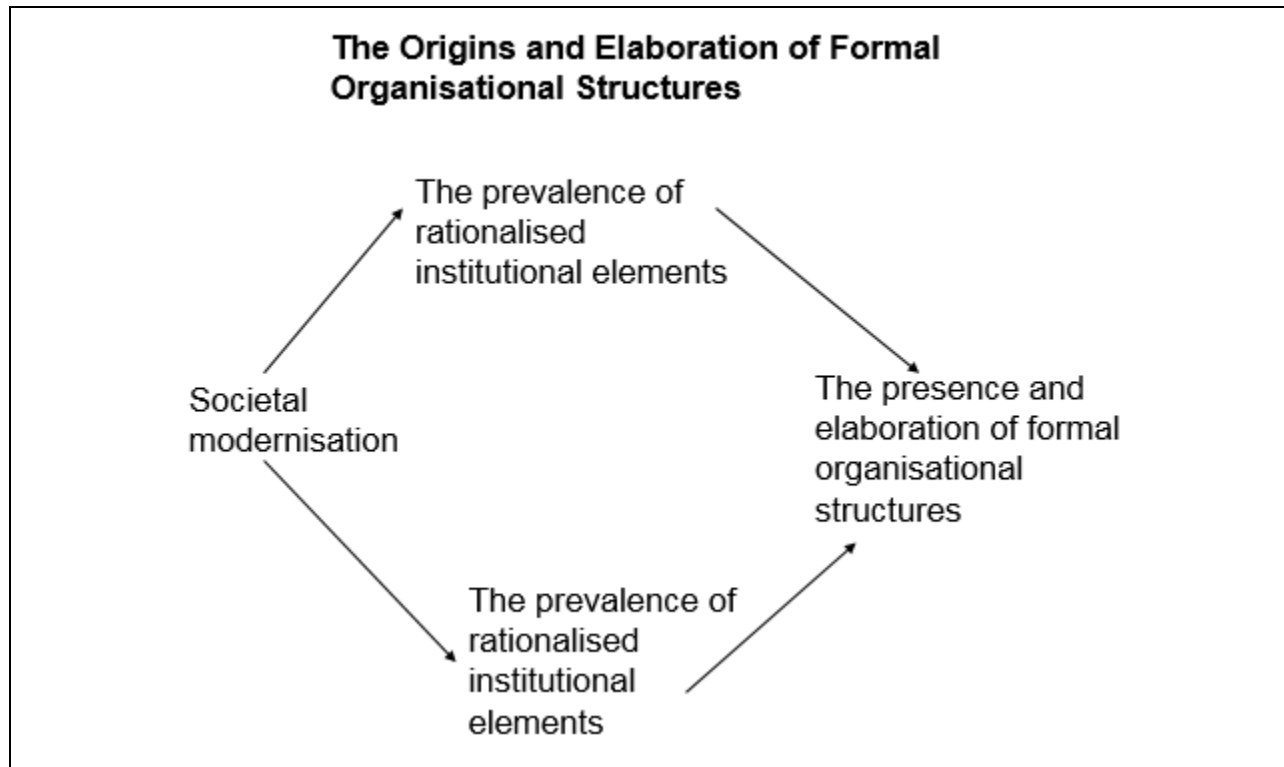 The Origins and Elaboration of Formal
Organisational Structures
The prevalence of
rationalised
institutional elements
Societal
modernisation
The presence and
elaboration of formal
organisational
structures
The prevalence of
rationalised
institutional
elements